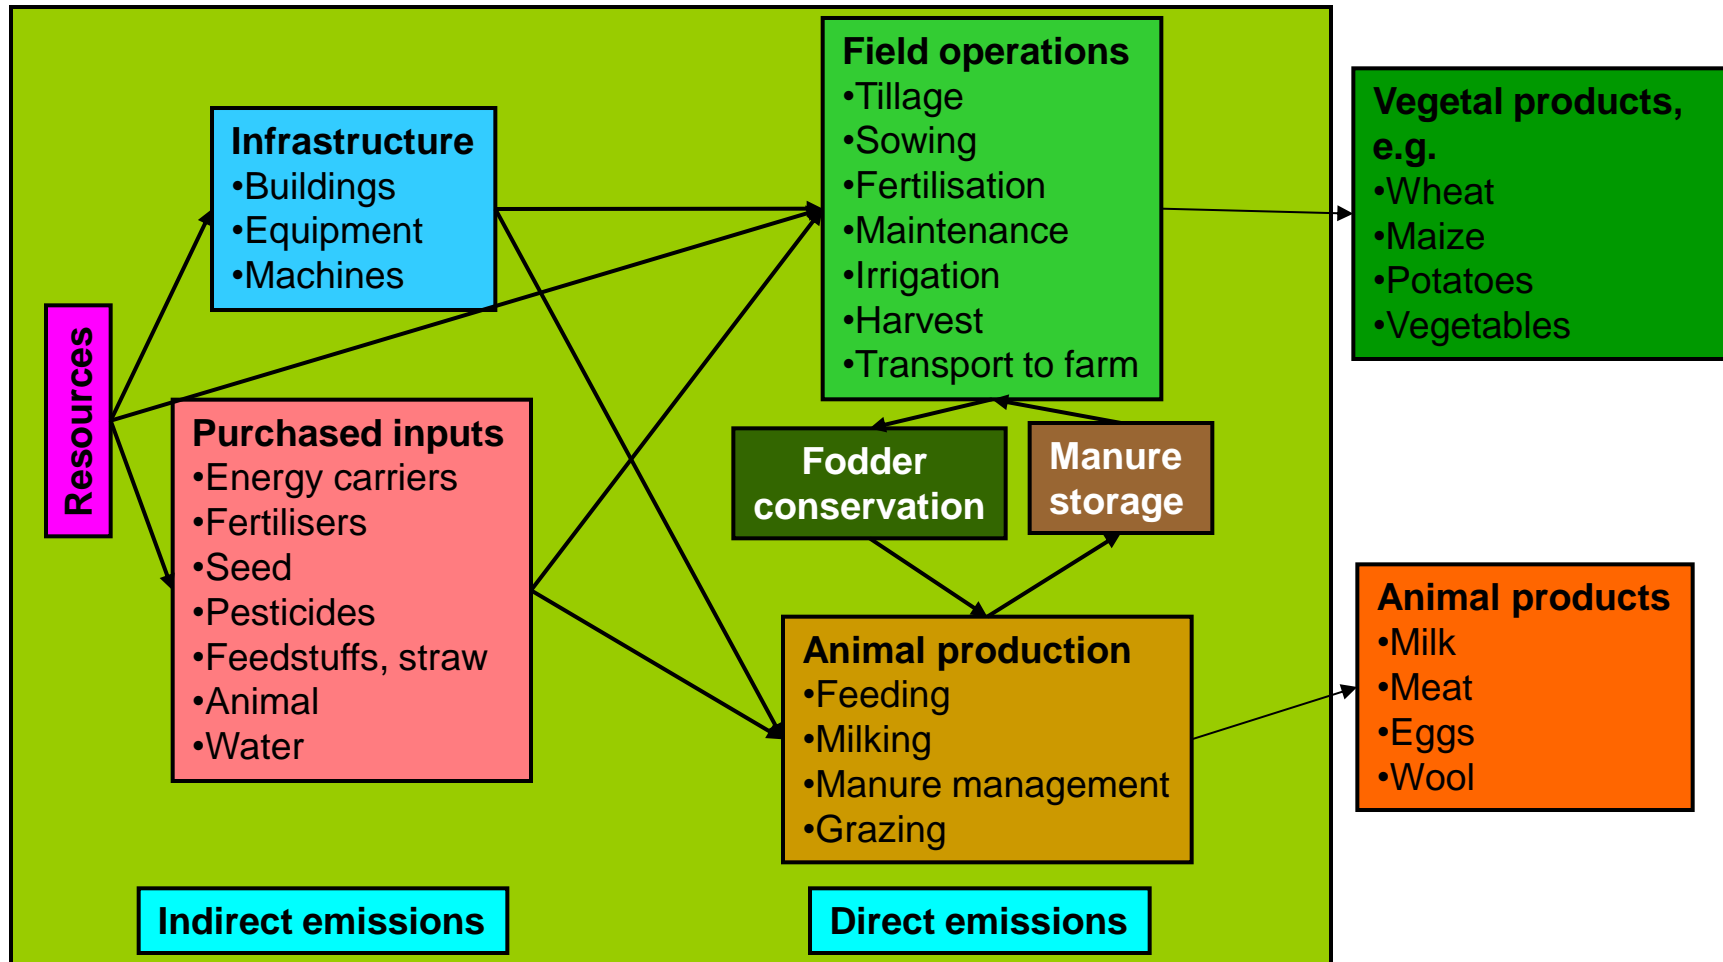 Resources
Infrastructure
•Buildings
•Equipment
•Machines
Purchased inputs
•Energy carriers
•Fertilisers
•Seed
•Pesticides
•Feedstuffs, straw
•Animal
•Water
Indirect emissions
Field operations
•Tillage
•Sowing
•Fertilisation
•Maintenance
•Irrigation
•Harvest
•Transport to farm
Fodder
conservation
Manure
storage
Animal production
•Feeding
•Milking
•Manure management
•Grazing
Direct emissions
Vegetal products,
e.g.
•Wheat
•Maize
•Potatoes
•Vegetables
Animal products
•Milk
•Meat
•Eggs
•Wool